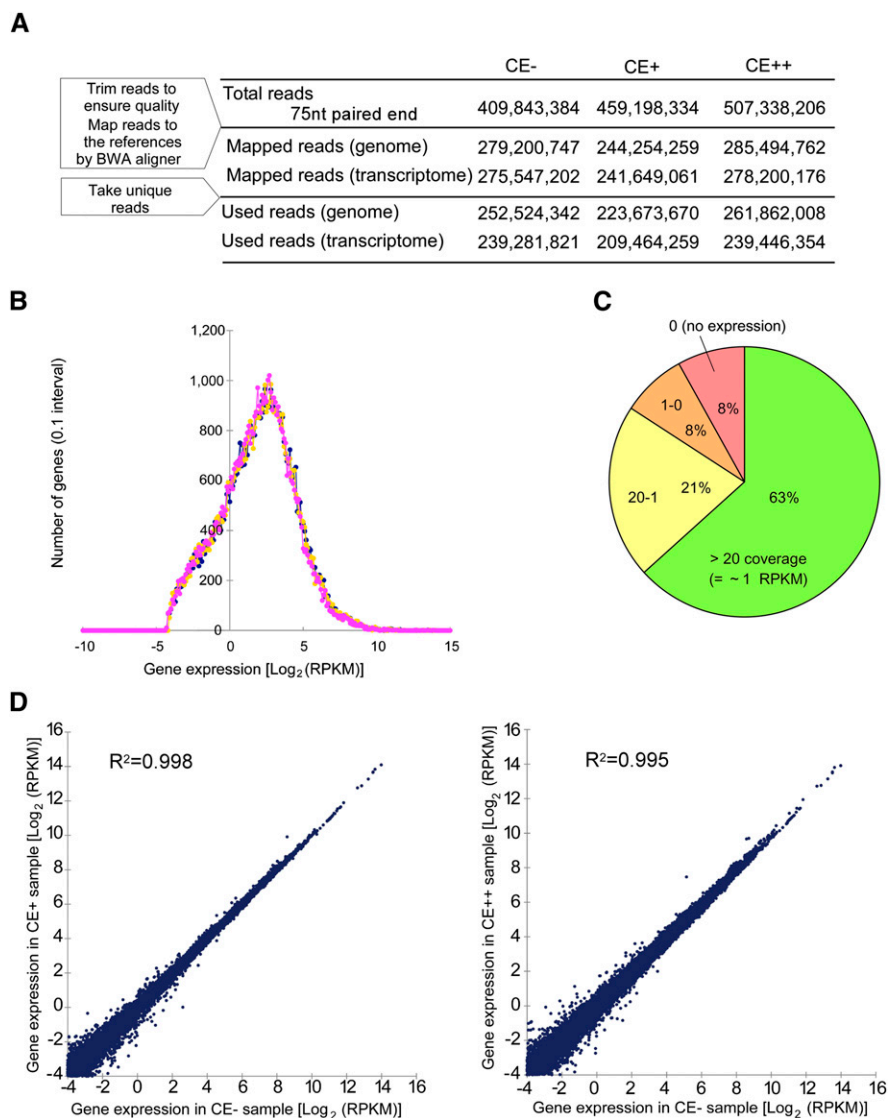 A
CE- CE+ CE++
Trim reads to
ensure quality
Map reads to
the references
by BWA aligner
Take unique
reads
Total reads
75nt paired end 409,843,384 459,198,334 507,338,206
Mapped reads (genome) 279,200,747 244,254,259 285,494,762
Mapped reads (transcriptome) 275,547,202 241,649,061 278,200,176
Used reads (genome) 252,524,342 223,673,670 261,862,008
Used reads (transcriptome) 239,281,821 209,464,259 239,446,354
B
Number of genes (0.1 interval)
1,200
1,000
800
600
400
200
0
-10 -5 0 5 10 15
Gene expression [Log2 (RPKM)]
C
0 (no expression)
1-0
8%
8%
20-1
21%
63%
> 20 coverage
(= ~ 1 RPKM)
D
Gene expression in CE+ sample [Log2 (RPKM)]
16
14
12
10
8
6
4
2
0
-2
-4
R2=0.998
-4 -2 0 2 4 6 8 10 12 14 16
Gene expression in CE- sample [Log2 (RPKM)]
Gene expression in CE++ sample [Log2 (RPKM)]
16
14
12
10
8
6
4
2
0
-2
-4
R2=0.995
-4 -2 0 2 4 6 8 10 12 14 16
Gene expression in CE- sample [Log2 (RPKM)]